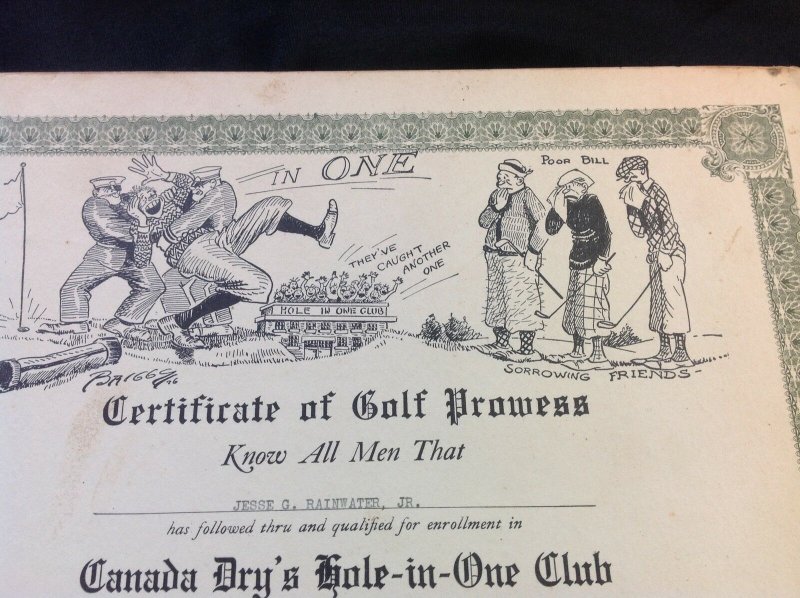 IN ONE
POOR BILL
THEY'VE
CAUGHT
ANOTHER
ONE
HOLE IN ONE CLUB
BRIGGS
SORROWING FRIENDS-
Certificate of Golf Prowess
Know All Men That
JESSE G. RAINWATER, JR.
has followed thru and qualified for enrollment in
Canada Dry's Hole-in-One Club